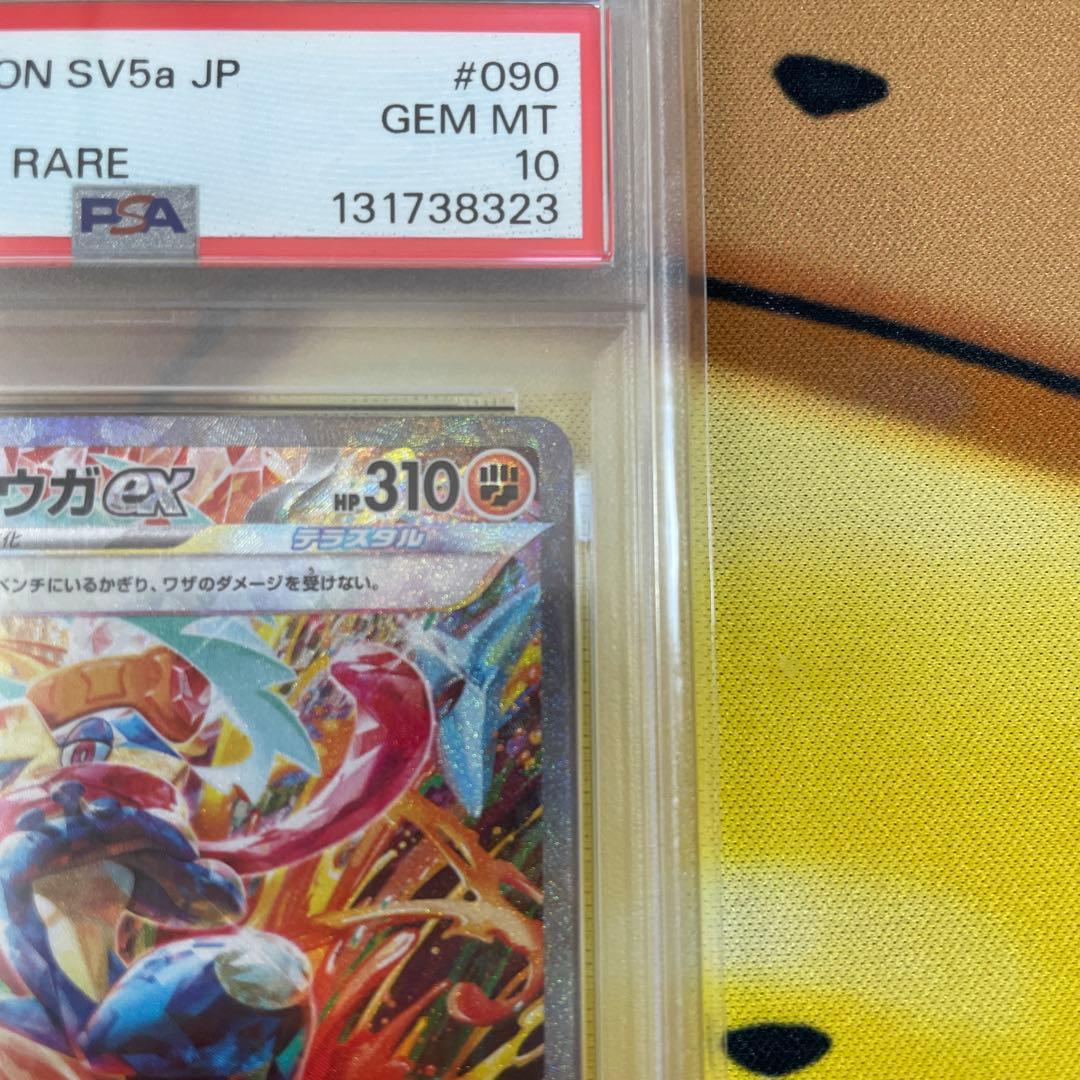 ON SV5a JP #090
GEM MT
RARE 10
PSA 131738323
ウガex HP310
化 テラスタル
ベンチにいるかぎり、ワザのダメージを受けない。
う